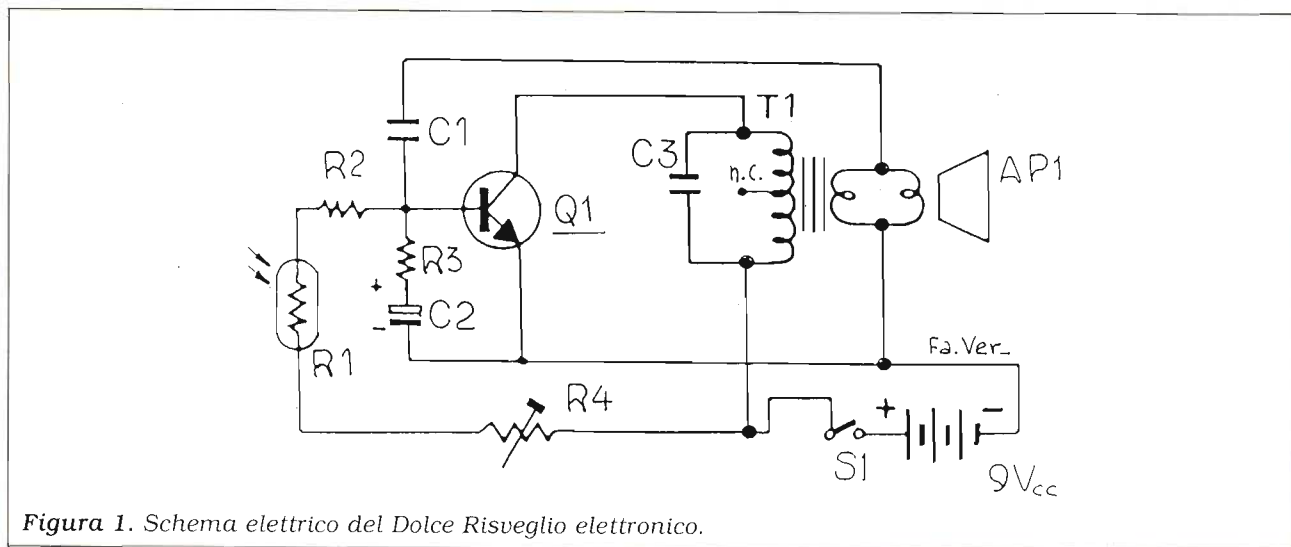 T1
C1
C3
n.c.
AP1
R2
Q1
R3
+
C2
-
R1
Fa.Ver_
R4
+
-
S1
9Vcc
Figura 1. Schema elettrico del Dolce Risveglio elettronico.